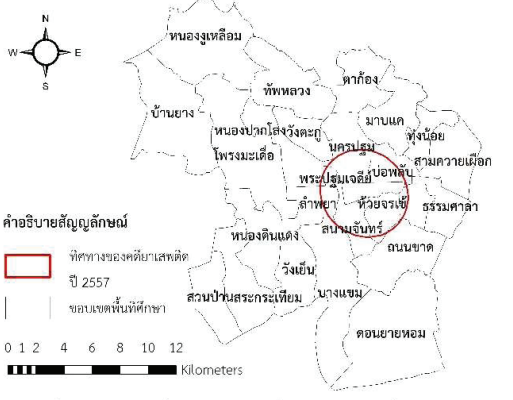 N
W E
S
หนองงูเหลือม
ตาก้อง
ทัพหลวง
บ้านยาง
มาบแค
หนองปากโลง วังตะกู
ทุ่งน้อย
นครปฐม
โพรงมะเดื่อ
สามควายเผือก
บ่อพลับ
พระปฐมเจดีย์
ลำพยา
ห้วยจรเข้
ธรรมศาลา
สนามจันทร์
หนองดินแดง
ถนนขาด
วังเย็น
สวนป่าน
สระกระเทียม
บางแขม
ดอนยายหอม
คำอธิบายสัญญลักษณ์
ทิศทางของคดียาเสพติด
ปี 2557
ขอบเขตพื้นที่ศึกษา
0 1 2 4 6 8 10 12
Kilometers